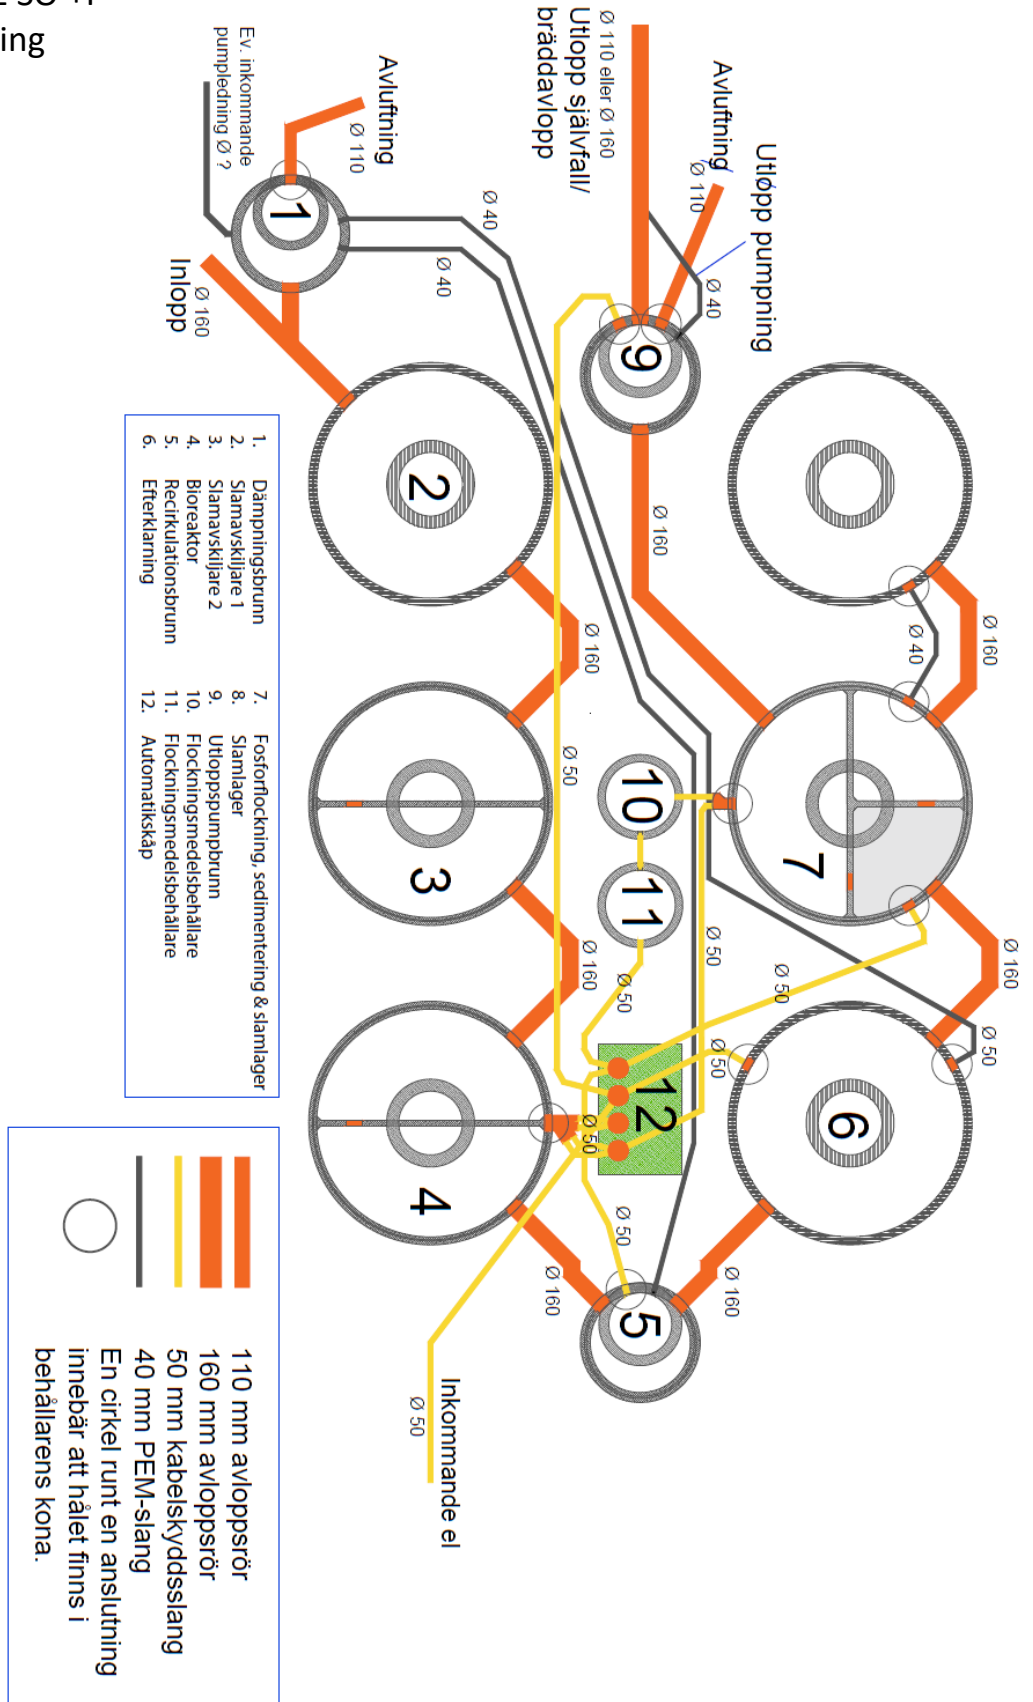 ing
Ev. inkommande
pumpledning Ø ?
Avluftning
Ø 110
1
Ø 40
Ø 40
Inlopp
Ø 160
Ø 110 eller Ø 160
Utlopp självfall/
bräddavlopp
Avluftning
Ø 110
Utlopp pumpning
Ø 40
9
Ø 160
2
Ø 160
Ø 50
3
Ø 160
4
Ø 160
Ø 160
Ø 40
7
Ø 160
Ø 50
10
11
Ø 50
Ø 50
Ø 50
Ø 50
12
Ø 50
Ø 50
6
Ø 160
5
Inkommande el
Ø 50
1. Dämpningsbrunn
2. Slamavskiljare 1
3. Slamavskiljare 2
4. Bioreaktor
5. Recirkulationsbrunn
6. Efterklarning
7. Fosforflockning, sedimentering & slamlager
8. Slamlager
9. Utloppspumpbrunn
10. Flockningsmedelsbehållare
11. Flockningsmedelsbehållare
12. Automatikskåp
110 mm avloppsrör
160 mm avloppsrör
50 mm kabelskyddsslang
40 mm PEM-slang
En cirkel runt en anslutning
innebär att hålet finns i
behållarens kona.